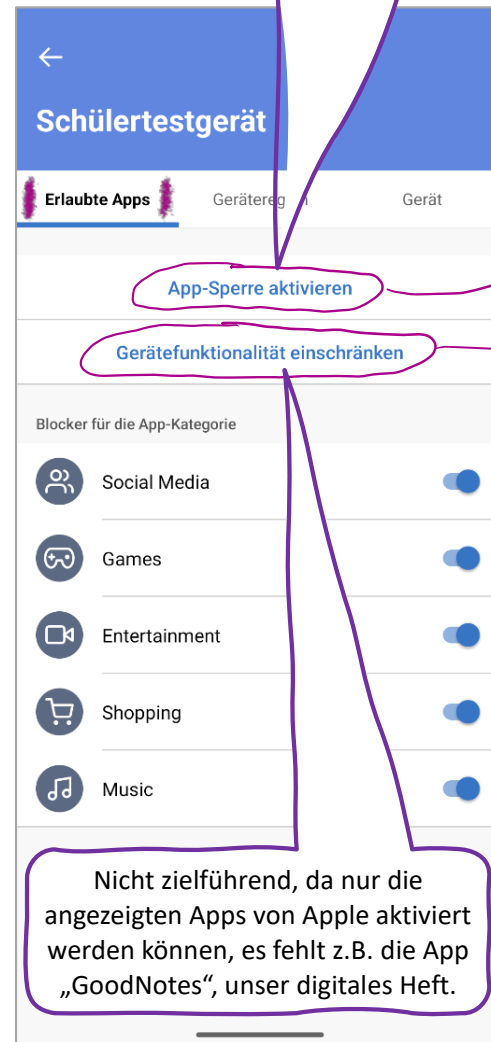 Schülertestgerät
Erlaubte Apps
Gerät
App-Sperre aktivieren
Gerätefunktionalität einschränken
Blocker für die App-Kategorie
Social Media
Games
Entertainment
Shopping
Music
Nicht zielführend, da nur die
angezeigten Apps von Apple aktiviert
werden können, es fehlt z.B. die App
„GoodNotes“, unser digitales Heft.